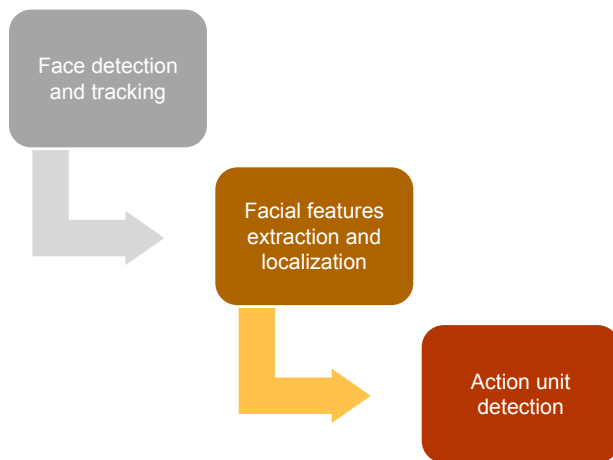 Face detection
and tracking
Facial features
extraction and
localization
Action unit
detection